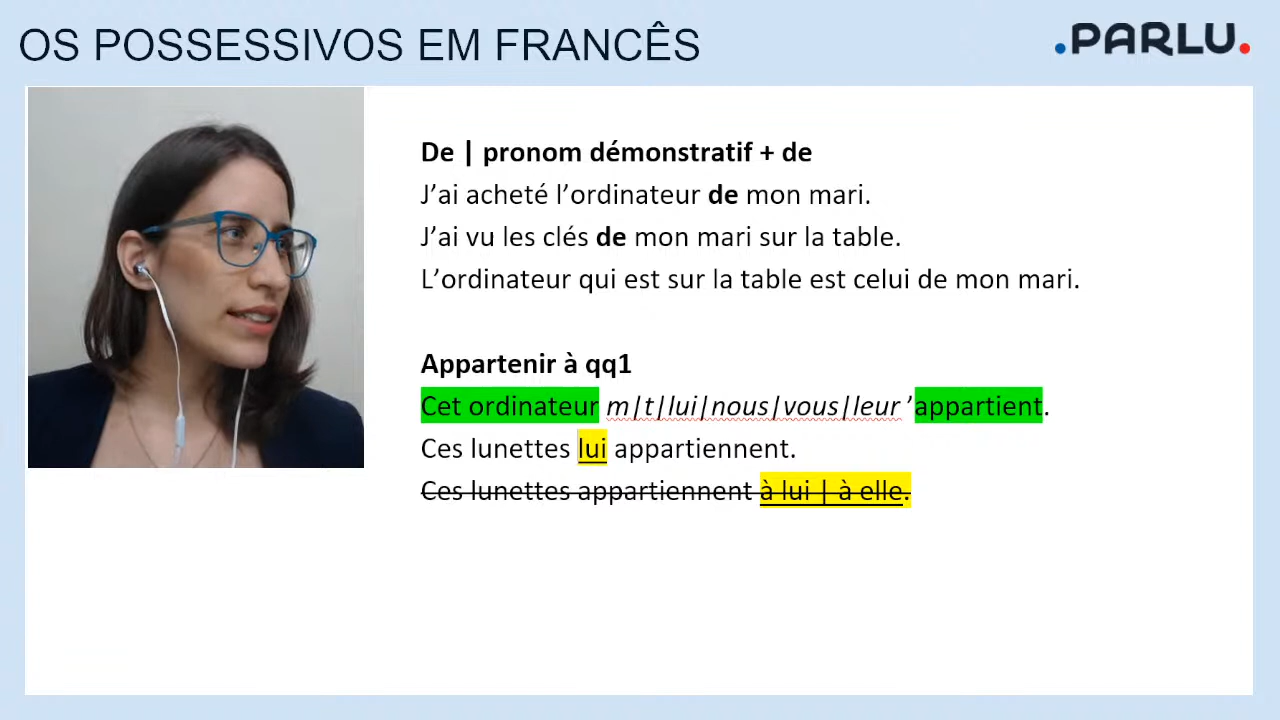 OS POSSESSIVOS EM FRANCÊS
.PARLU.
De | pronom démonstratif + de
J’ai acheté l’ordinateur de mon mari.
J’ai vu les clés de mon mari sur la table.
L’ordinateur qui est sur la table est celui de mon mari.
Appartenir à qq1
Cet ordinateur m|t|lui|nous|vous|leur ’appartient.
Ces lunettes lui appartiennent.
Ces lunettes appartiennent à lui | à elle.